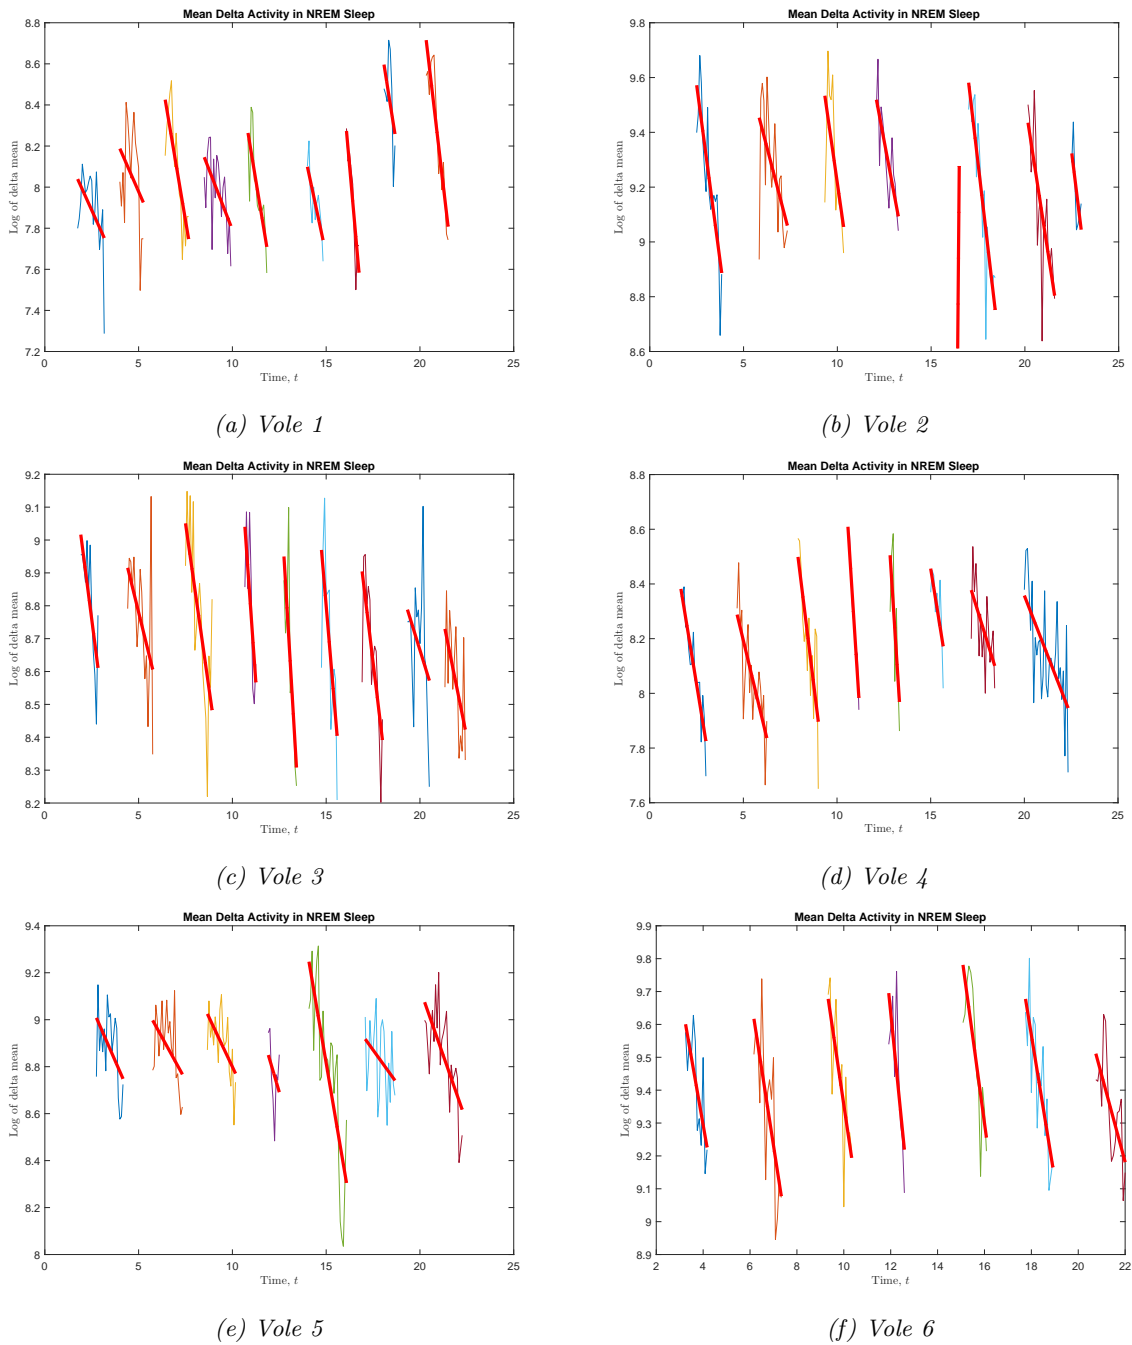 Mean Delta Activity in NREM Sleep
8.8
8.6
8.4
8.2
8
7.8
7.6
7.4
7.2
Log of delta mean
0 5 10 15 20 25
Time, t
(a) Vole 1
Mean Delta Activity in NREM Sleep
9.8
9.6
9.4
9.2
9
8.8
8.6
Log of delta mean
0 5 10 15 20 25
Time, t
(b) Vole 2
Mean Delta Activity in NREM Sleep
9.2
9.1
9
8.9
8.8
8.7
8.6
8.5
8.4
8.3
8.2
Log of delta mean
0 5 10 15 20 25
Time, t
(c) Vole 3
Mean Delta Activity in NREM Sleep
8.8
8.6
8.4
8.2
8
7.8
7.6
Log of delta mean
0 5 10 15 20 25
Time, t
(d) Vole 4
Mean Delta Activity in NREM Sleep
9.4
9.2
9
8.8
8.6
8.4
8.2
8
Log of delta mean
0 5 10 15 20 25
Time, t
(e) Vole 5
Mean Delta Activity in NREM Sleep
9.9
9.8
9.7
9.6
9.5
9.4
9.3
9.2
9.1
9
8.9
Log of delta mean
2 4 6 8 10 12 14 16 18 20 22
Time, t
(f) Vole 6